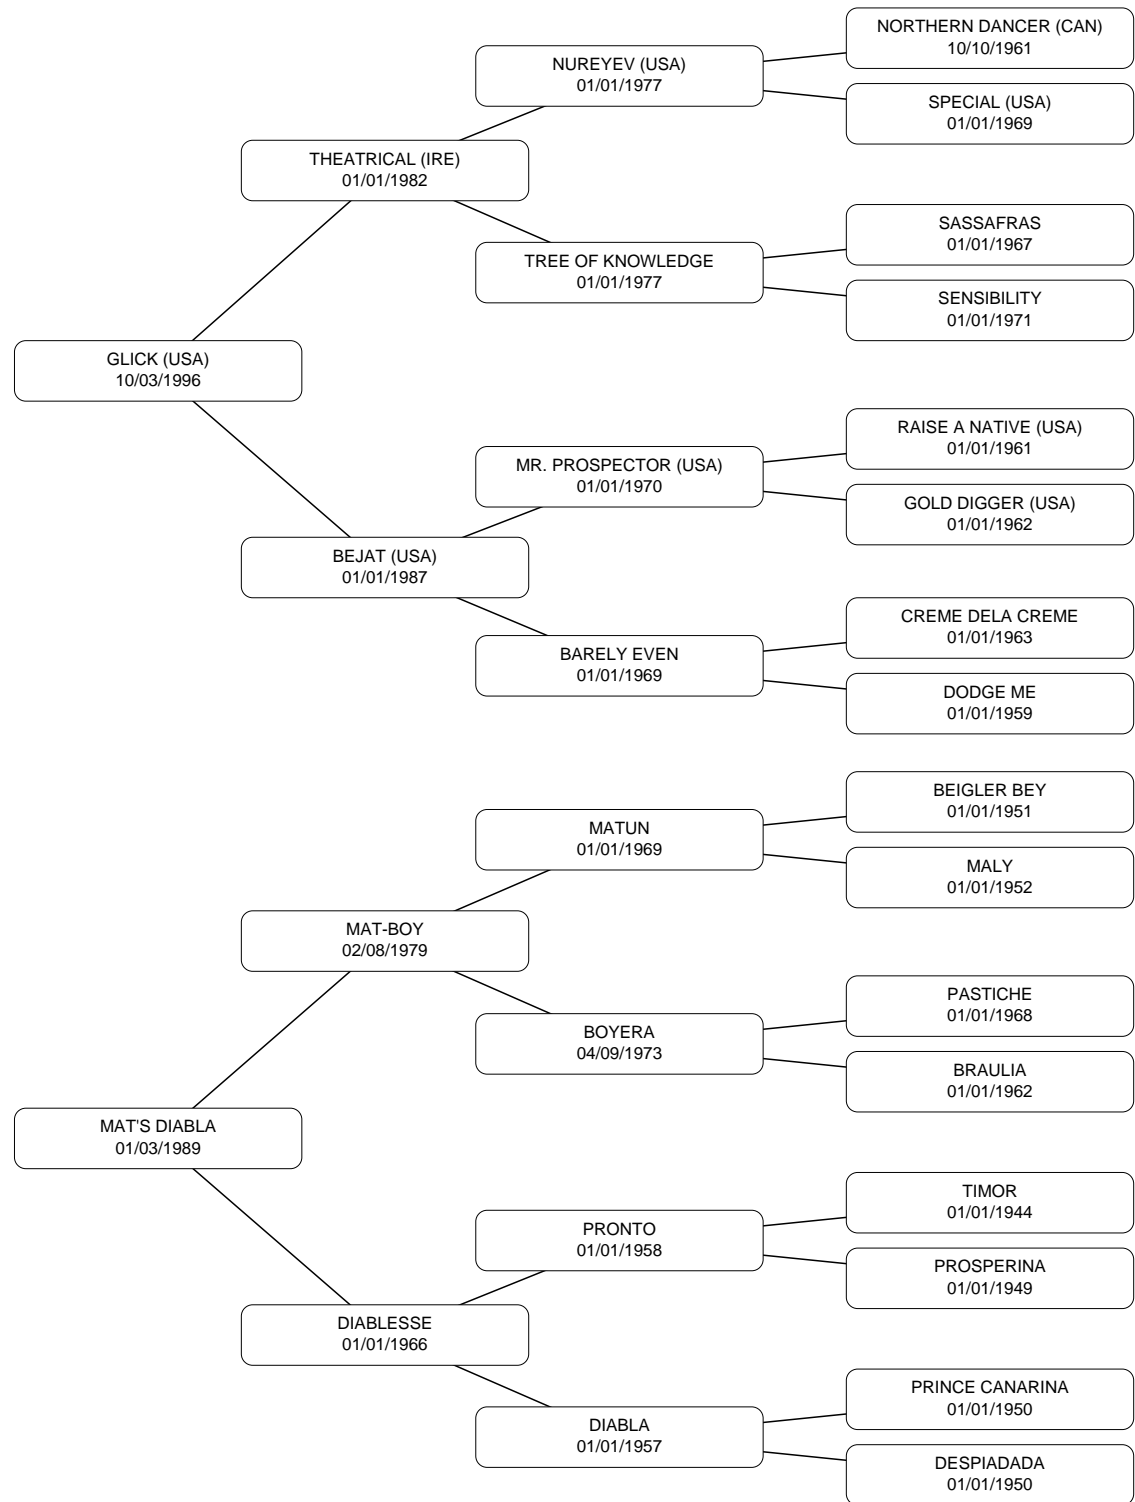 NORTHERN DANCER (CAN)
10/10/1961
NUREYEV (USA)
01/01/1977
SPECIAL (USA)
01/01/1969
THEATRICAL (IRE)
01/01/1982
SASSAFRAS
01/01/1967
TREE OF KNOWLEDGE
01/01/1977
SENSIBILITY
01/01/1971
GLICK (USA)
10/03/1996
RAISE A NATIVE (USA)
01/01/1961
MR. PROSPECTOR (USA)
01/01/1970
GOLD DIGGER (USA)
01/01/1962
BEJAT (USA)
01/01/1987
CREME DELA CREME
01/01/1963
BARELY EVEN
01/01/1969
DODGE ME
01/01/1959
BEIGLER BEY
01/01/1951
MATUN
01/01/1969
MALY
01/01/1952
MAT-BOY
02/08/1979
PASTICHE
01/01/1968
BOYERA
04/09/1973
BRAULIA
01/01/1962
MAT'S DIABLA
01/03/1989
TIMOR
01/01/1944
PRONTO
01/01/1958
PROSPERINA
01/01/1949
DIABLESSE
01/01/1966
PRINCE CANARINA
01/01/1950
DIABLA
01/01/1957
DESPIADADA
01/01/1950